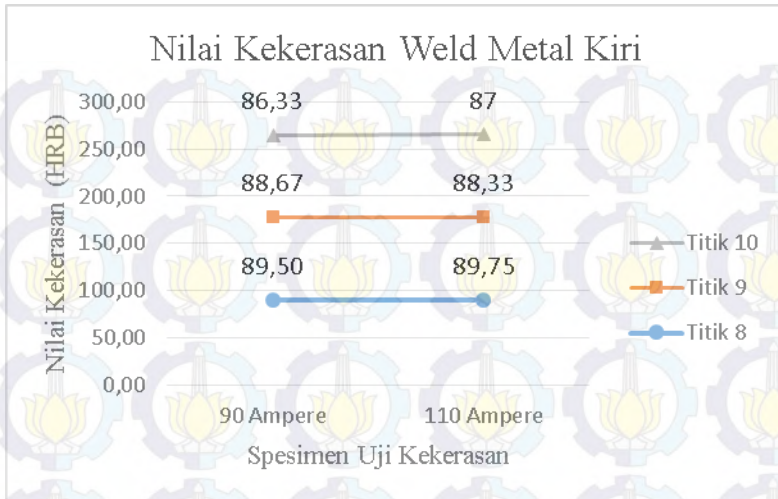 Nilai Kekerasan Weld Metal Kiri
Nilai Kekerasan (HRB)
300,00
250,00
200,00
150,00
100,00
50,00
0,00
86,33 87
88,67 88,33
89,50 89,75
90 Ampere 110 Ampere
Spesimen Uji Kekerasan
Titik 10
Titik 9
Titik 8